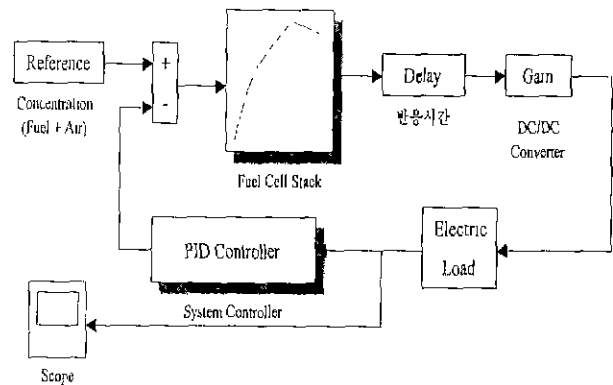 Reference
Concentration
(Fuel + Air)
+
-
Fuel Cell Stack
Delay
반응시간
Gain
DC/DC
Converter
Electric
Load
PID Controller
System Controller
Scope